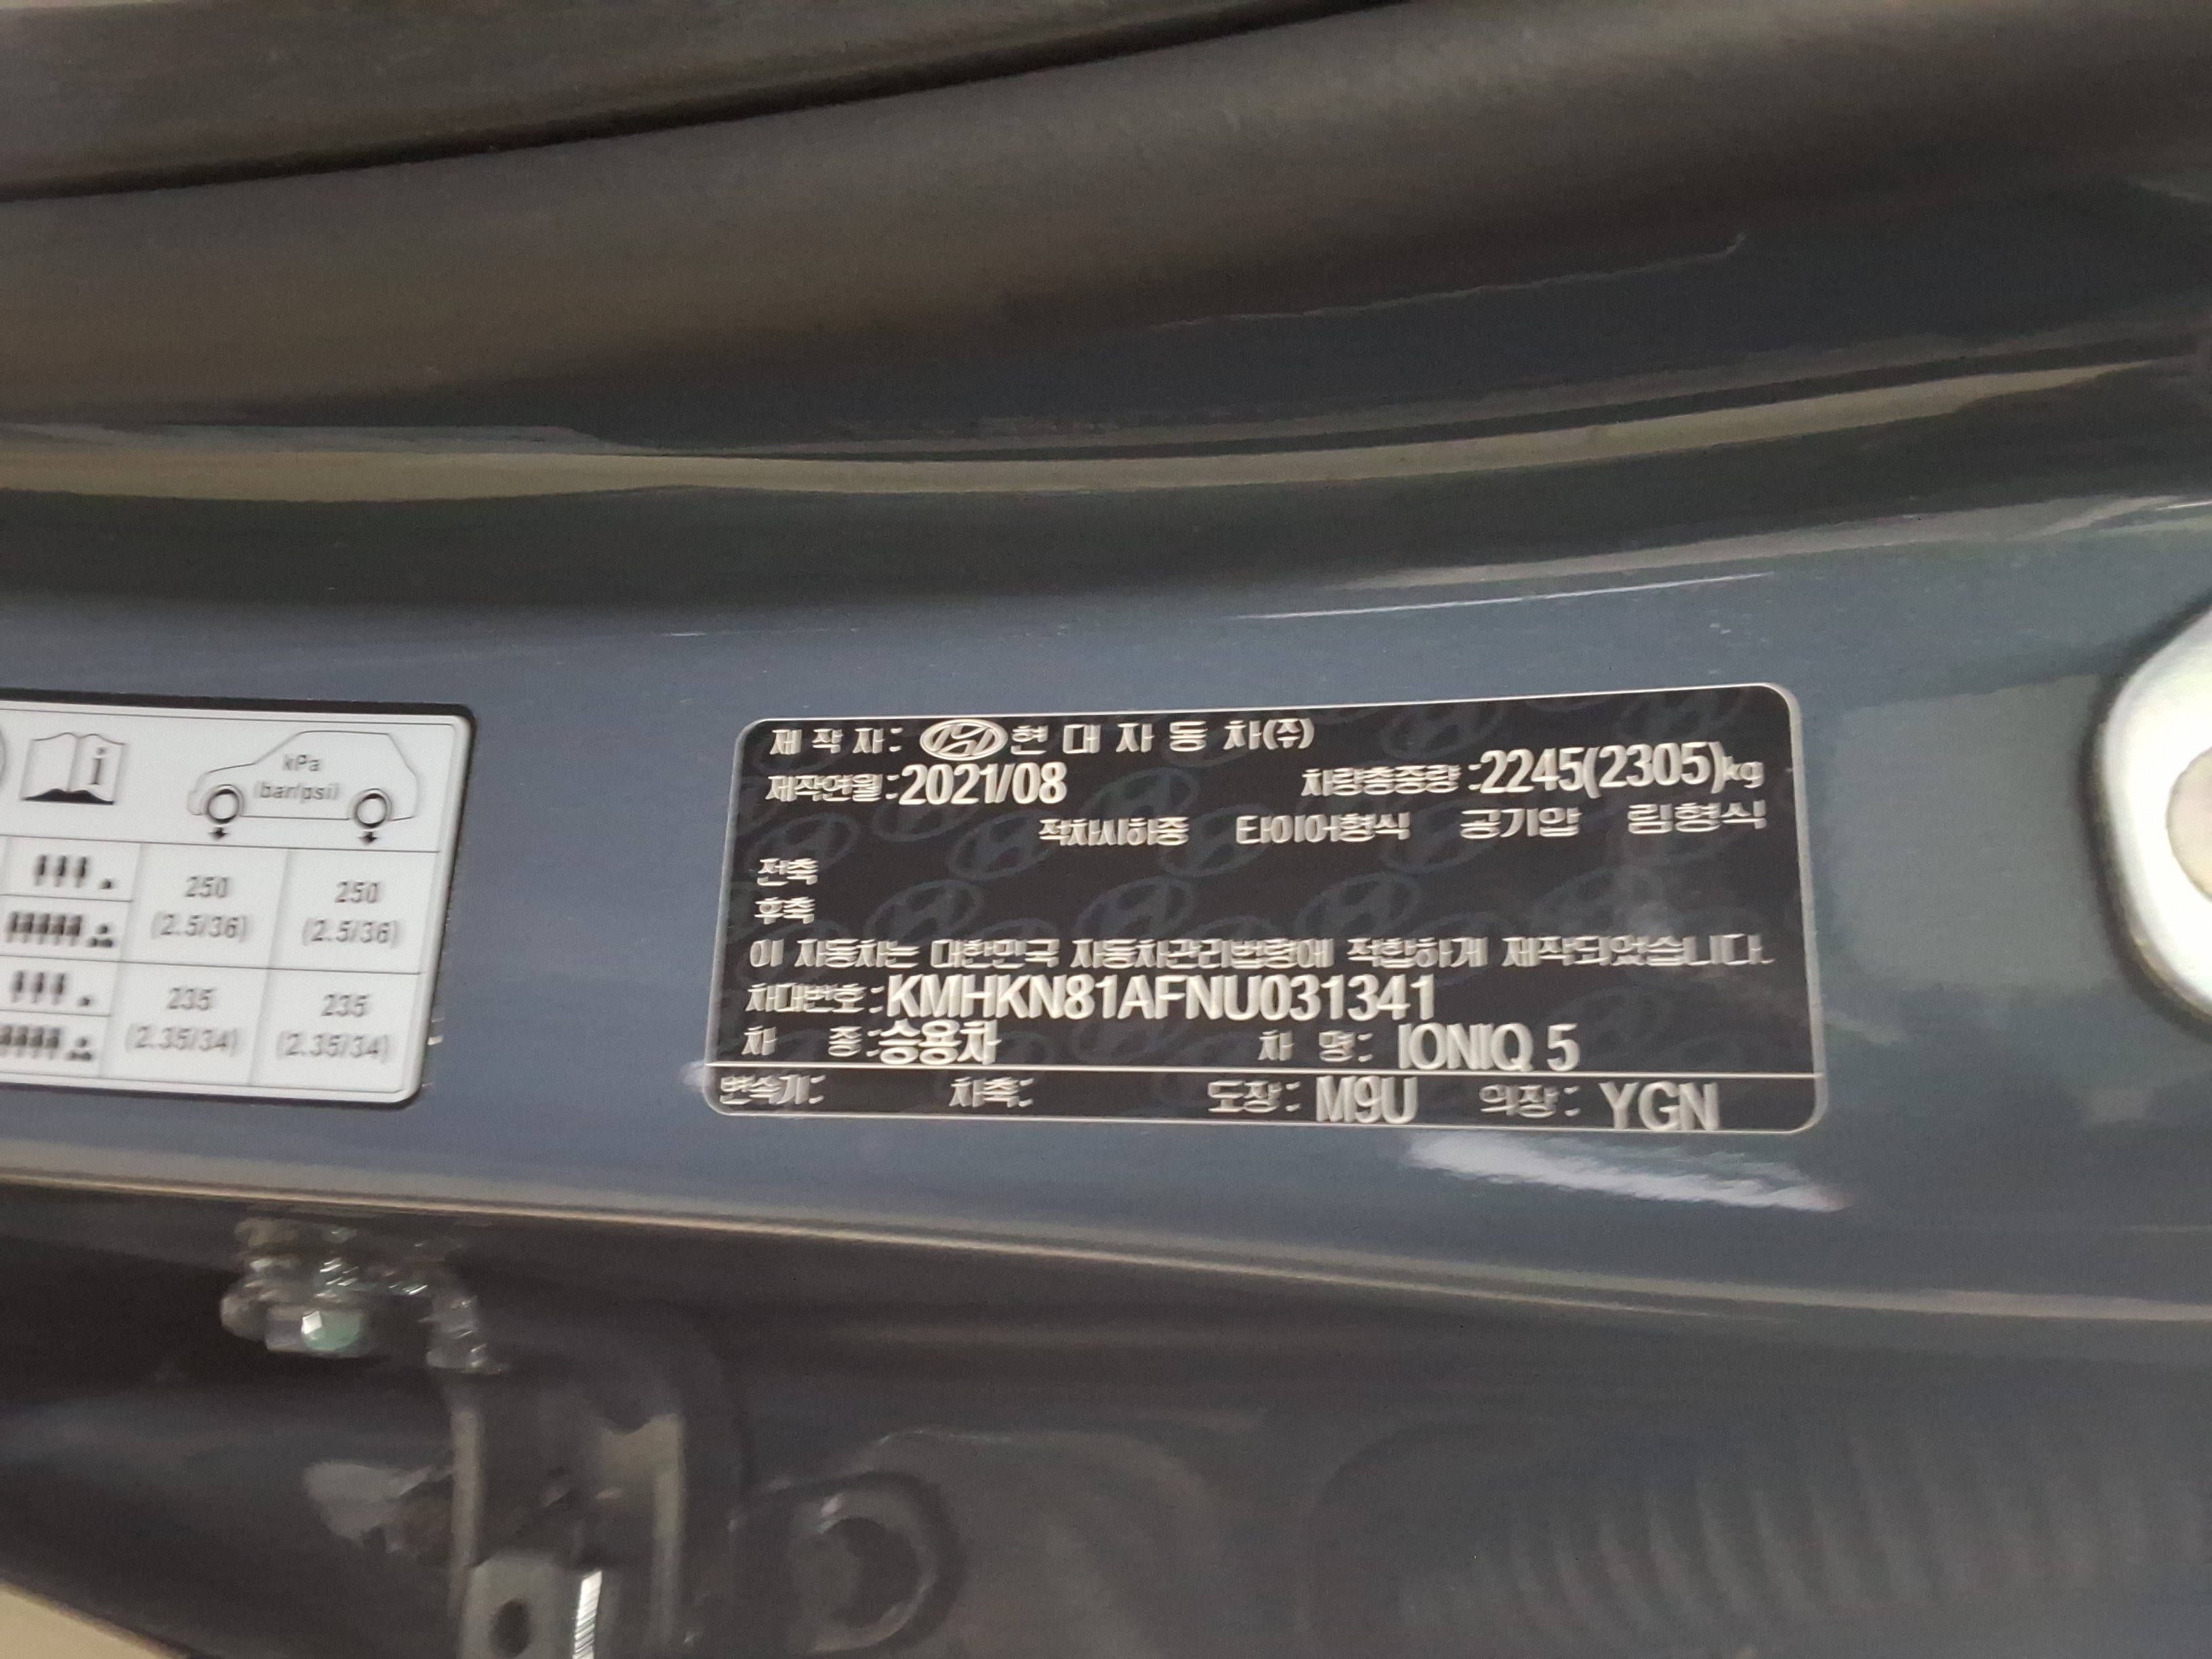 kPa
(bar/psi)
250
(2.5/36)
250
(2.5/36)
235
(2.35/34)
235
(2.35/34)
제 작 자: 현 대 자 동 차(주)
제작연월:2021/08 차량총중량:2245(2305)kg
적차시하중 타이어형식 공기압 림형식
전축
후축
이 자동차는 대한민국 자동차관리법령에 적합하게 제작되었습니다.
차대번호:KMHKN81AFNU031341
차 종:승용차 차 명: IONIQ 5
변속기: 차축: 도장: M9U 의장: YGN